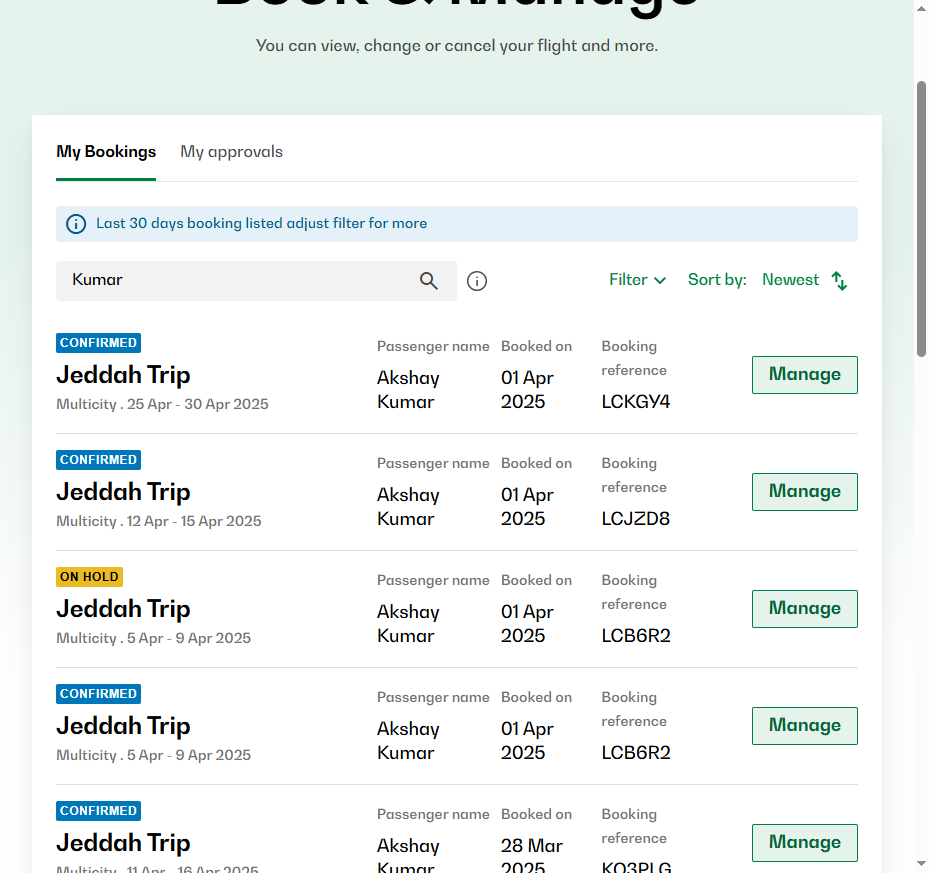 Book & Manage
You can view, change or cancel your flight and more.
My Bookings My approvals
Last 30 days booking listed adjust filter for more
Kumar Filter Sort by: Newest
CONFIRMED
Jeddah Trip
Multicity . 25 Apr - 30 Apr 2025
Passenger name
Akshay
Kumar
Booked on
01 Apr
2025
Booking
reference
LCKGY4
Manage
CONFIRMED
Jeddah Trip
Multicity . 12 Apr - 15 Apr 2025
Passenger name
Akshay
Kumar
Booked on
01 Apr
2025
Booking
reference
LCJZD8
Manage
ON HOLD
Jeddah Trip
Multicity . 5 Apr - 9 Apr 2025
Passenger name
Akshay
Kumar
Booked on
01 Apr
2025
Booking
reference
LCB6R2
Manage
CONFIRMED
Jeddah Trip
Multicity . 5 Apr - 9 Apr 2025
Passenger name
Akshay
Kumar
Booked on
01 Apr
2025
Booking
reference
LCB6R2
Manage
CONFIRMED
Jeddah Trip
Multicity . 11 Apr - 16 Apr 2025
Passenger name
Akshay
Kumar
Booked on
28 Mar
2025
Booking
reference
Manage